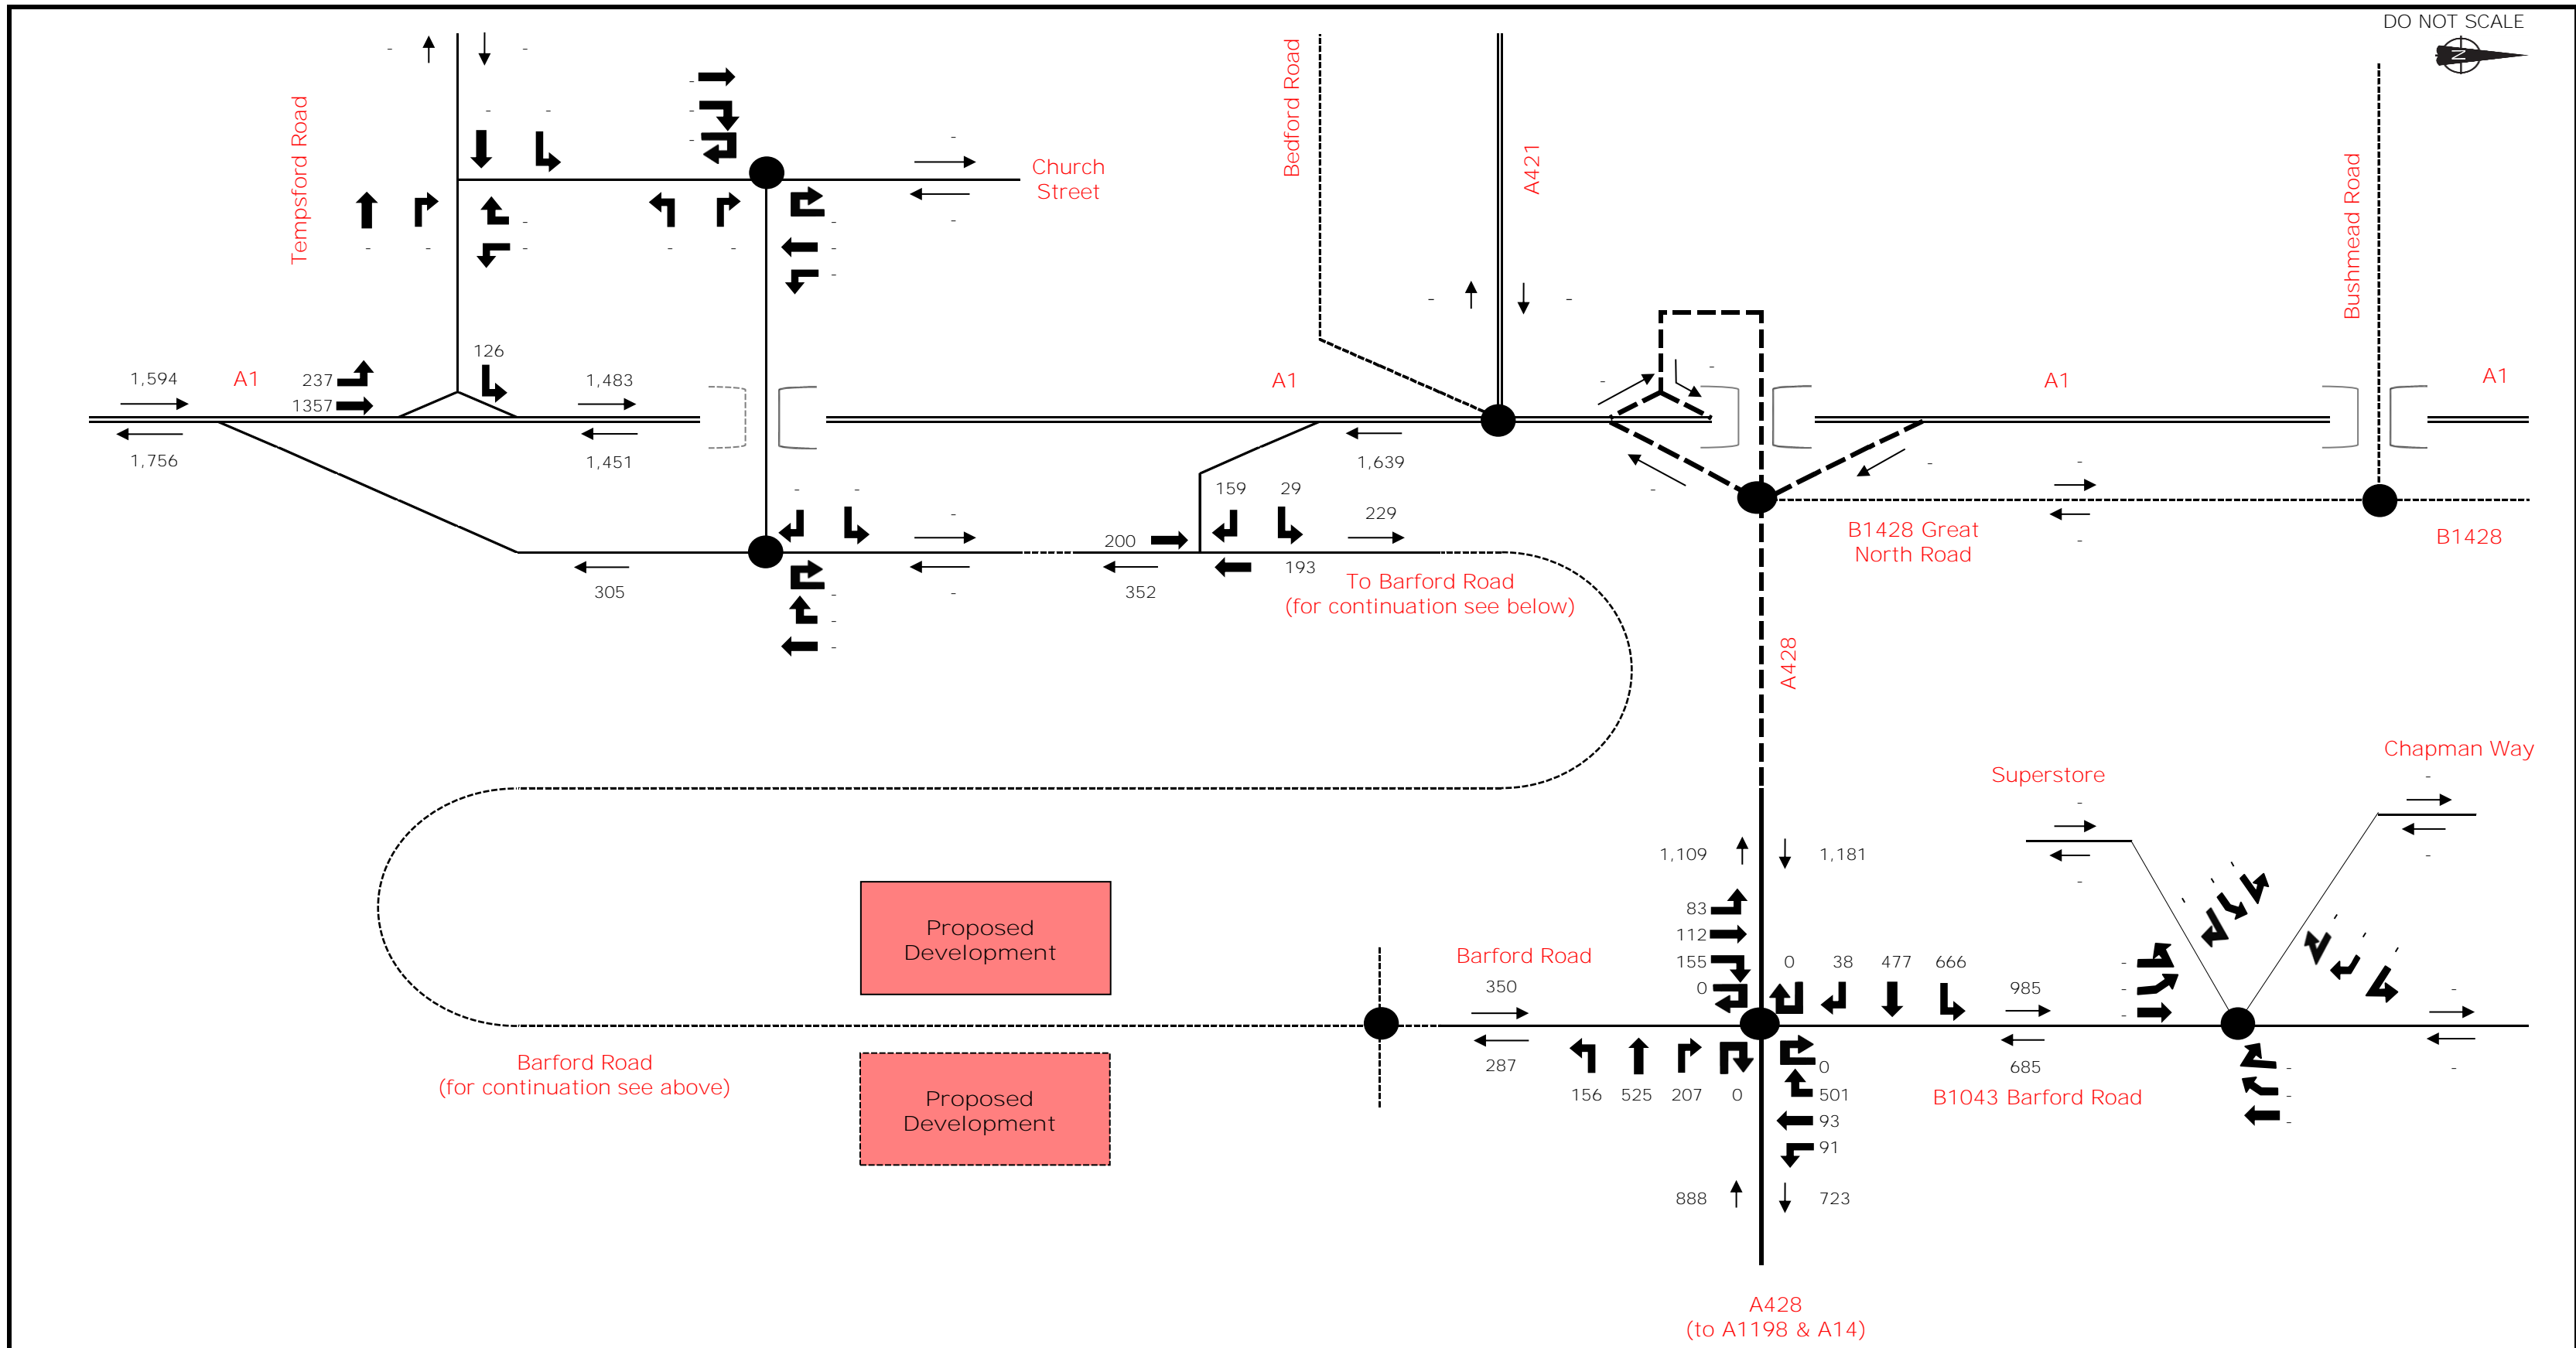 DO NOT SCALE
N
Tempsford Road
Church
Street
Bedford Road
A421
Bushmead Road
1,594
A1
237
1357
126
1,483
1,756
1,451
A1
1,639
A1
A1
159
29
229
200
193
305
352
To Barford Road
(for continuation see below)
B1428 Great
North Road
B1428
A428
Superstore
Chapman Way
1,109
1,181
Proposed
Development
83
112
155
0
0
38
477
666
Barford Road
350
287
985
685
B1043 Barford Road
Barford Road
(for continuation see above)
Proposed
Development
156
525
207
0
0
501
93
91
888
723
A428
(to A1198 & A14)